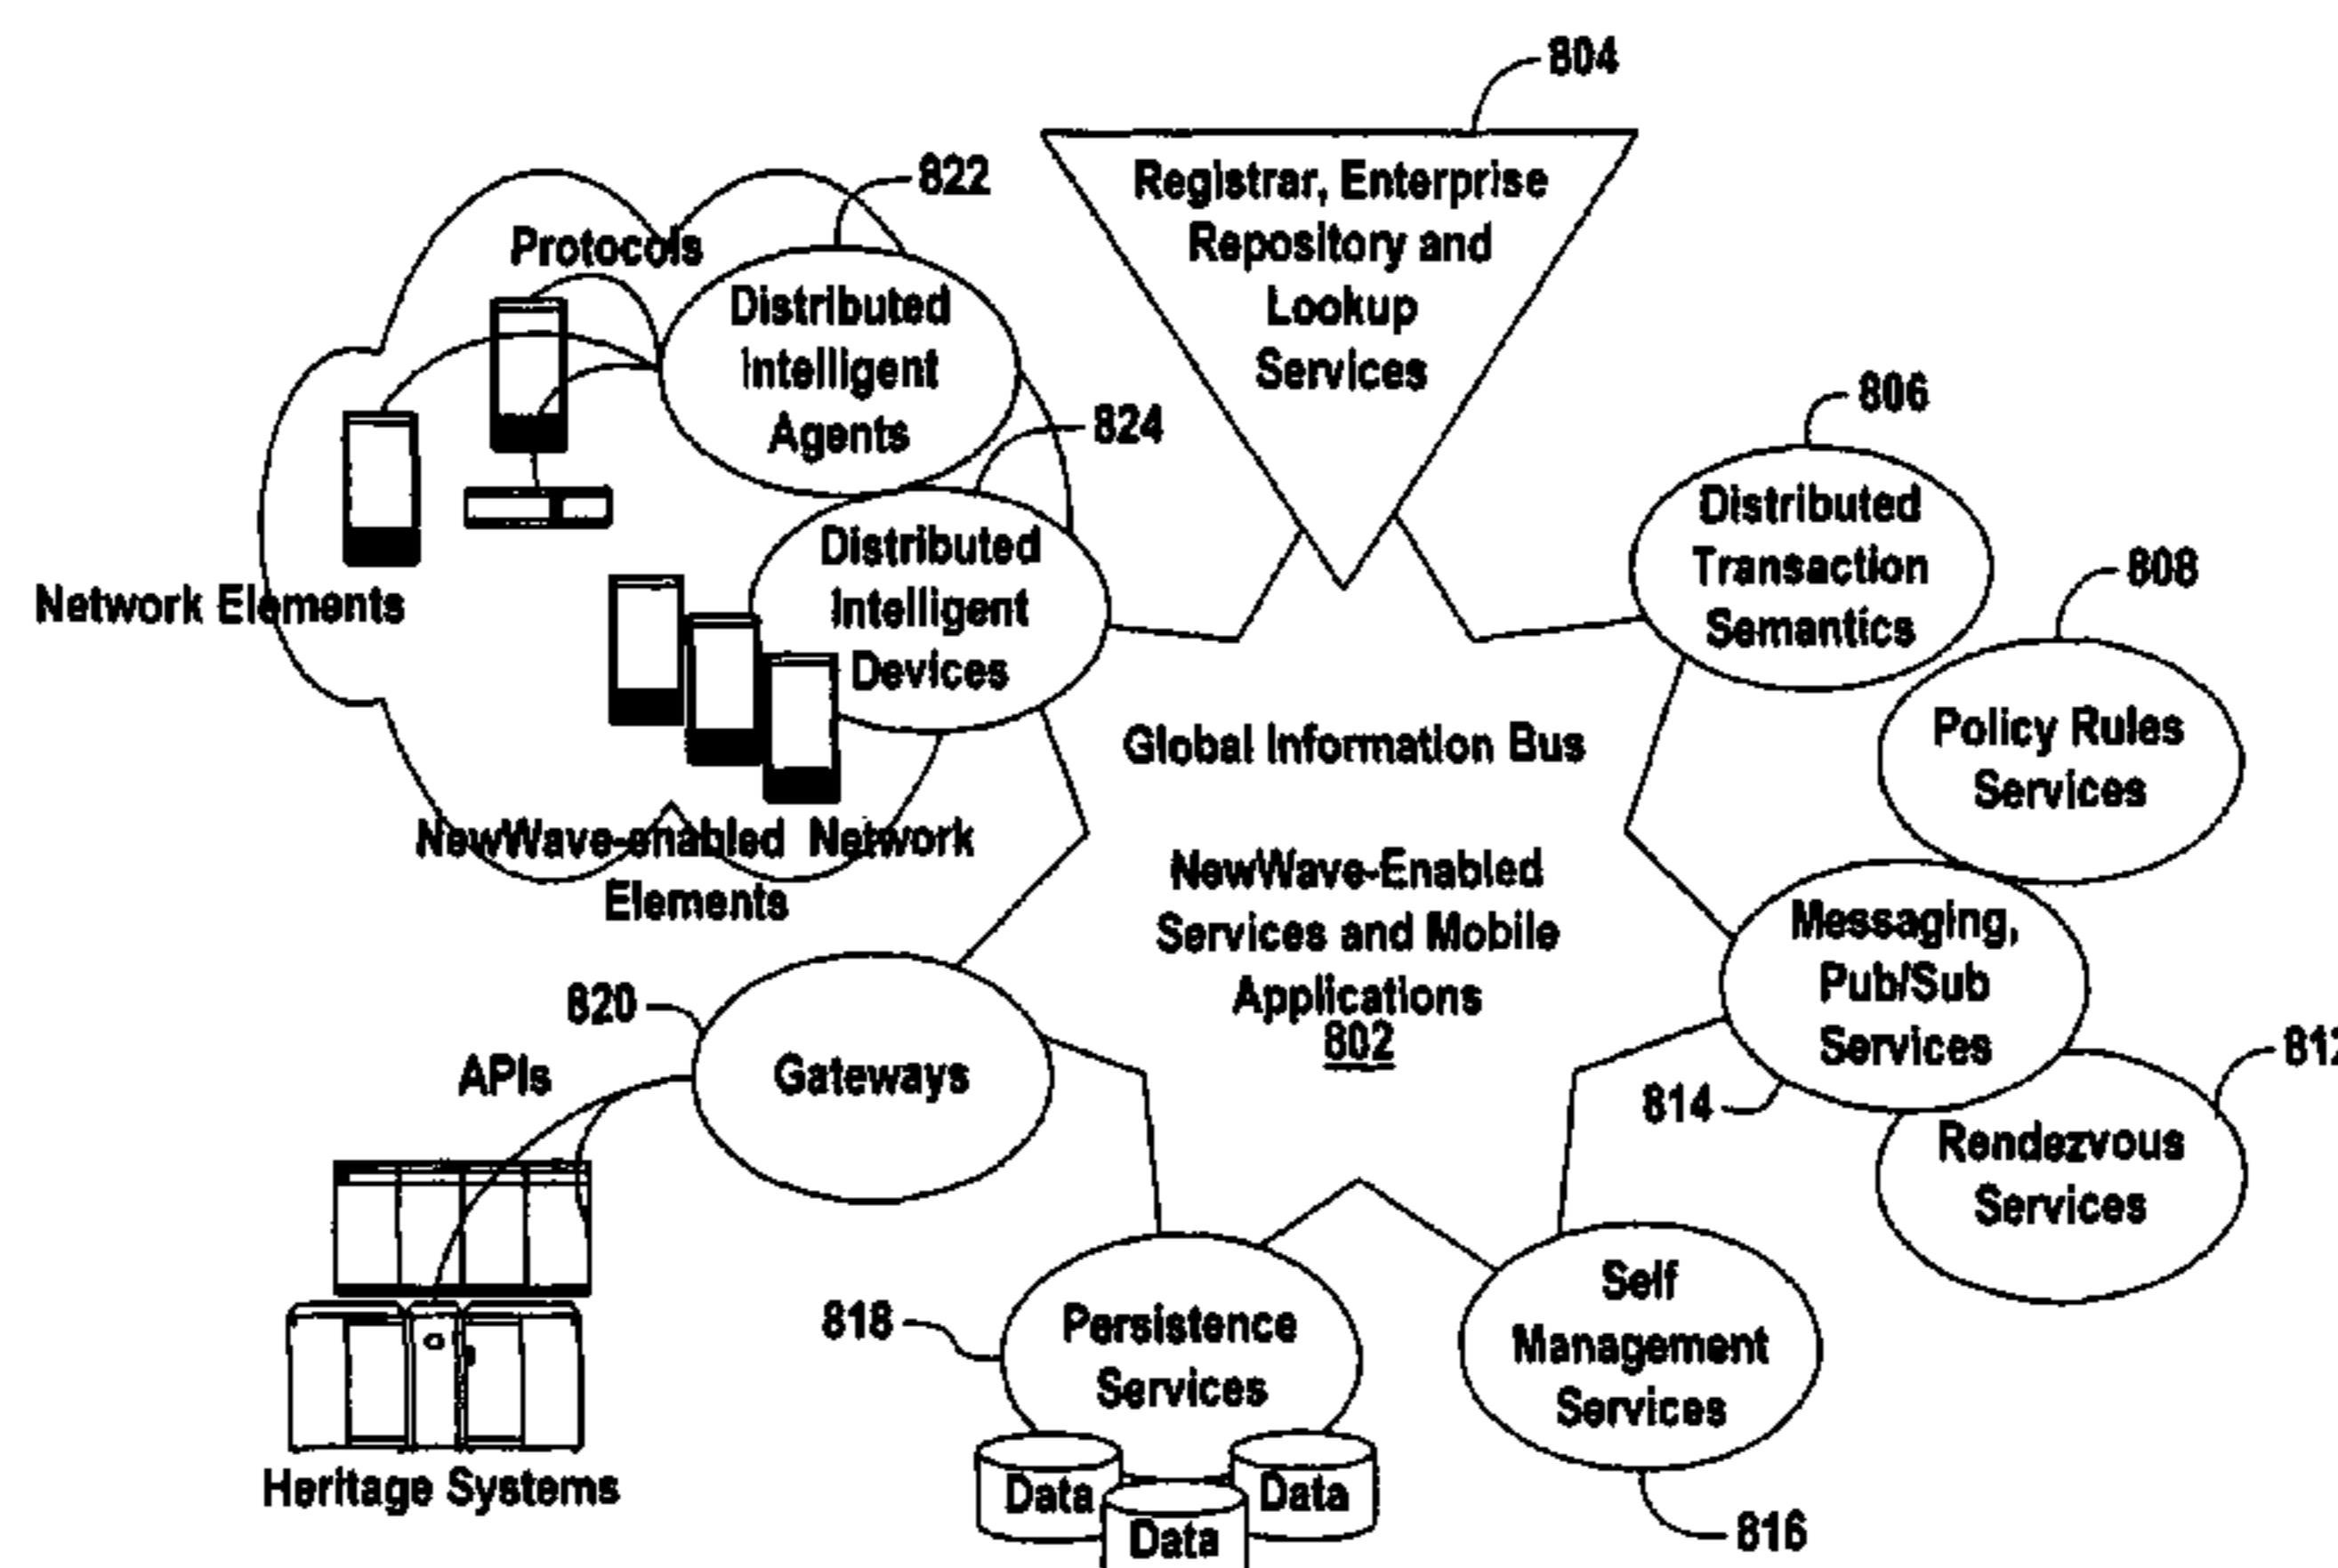 804
822
Registrar, Enterprise
Repository and
Lookup
Services
Protocols
Distributed
Intelligent
Agents
824
806
Distributed
Transaction
Semantics
808
Distributed
Intelligent
Devices
Network Elements
Policy Rules
Services
Global Information Bus
NewWave-enabled Network
Elements
NewWave-Enabled
Services and Mobile
Applications
802
Messaging,
Pub/Sub
Services
820
APIs
Gateways
814
812
Rendezvous
Services
Self
Management
Services
818
Persistence
Services
Heritage Systems
Data
Data
Data
816